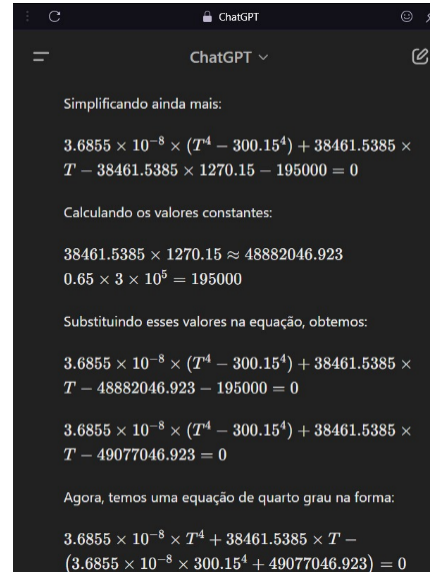 ChatGPT
ChatGPT
Simplificando ainda mais:
3.6855 × 10⁻⁸ × (T⁴ − 300.15⁴) + 38461.5385 ×
T − 38461.5385 × 1270.15 − 195000 = 0
Calculando os valores constantes:
38461.5385 × 1270.15 ≈ 48882046.923
0.65 × 3 × 10⁵ = 195000
Substituindo esses valores na equação, obtemos:
3.6855 × 10⁻⁸ × (T⁴ − 300.15⁴) + 38461.5385 ×
T − 48882046.923 − 195000 = 0
3.6855 × 10⁻⁸ × (T⁴ − 300.15⁴) + 38461.5385 ×
T − 49077046.923 = 0
Agora, temos uma equação de quarto grau na forma:
3.6855 × 10⁻⁸ × T⁴ + 38461.5385 × T −
(3.6855 × 10⁻⁸ × 300.15⁴ + 49077046.923) = 0